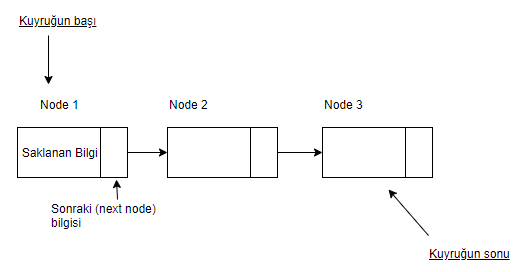 Kuyruğun başı
Node 1
Node 2
Node 3
Saklanan Bilgi
Sonraki (next node)
bilgisi
Kuyruğun sonu